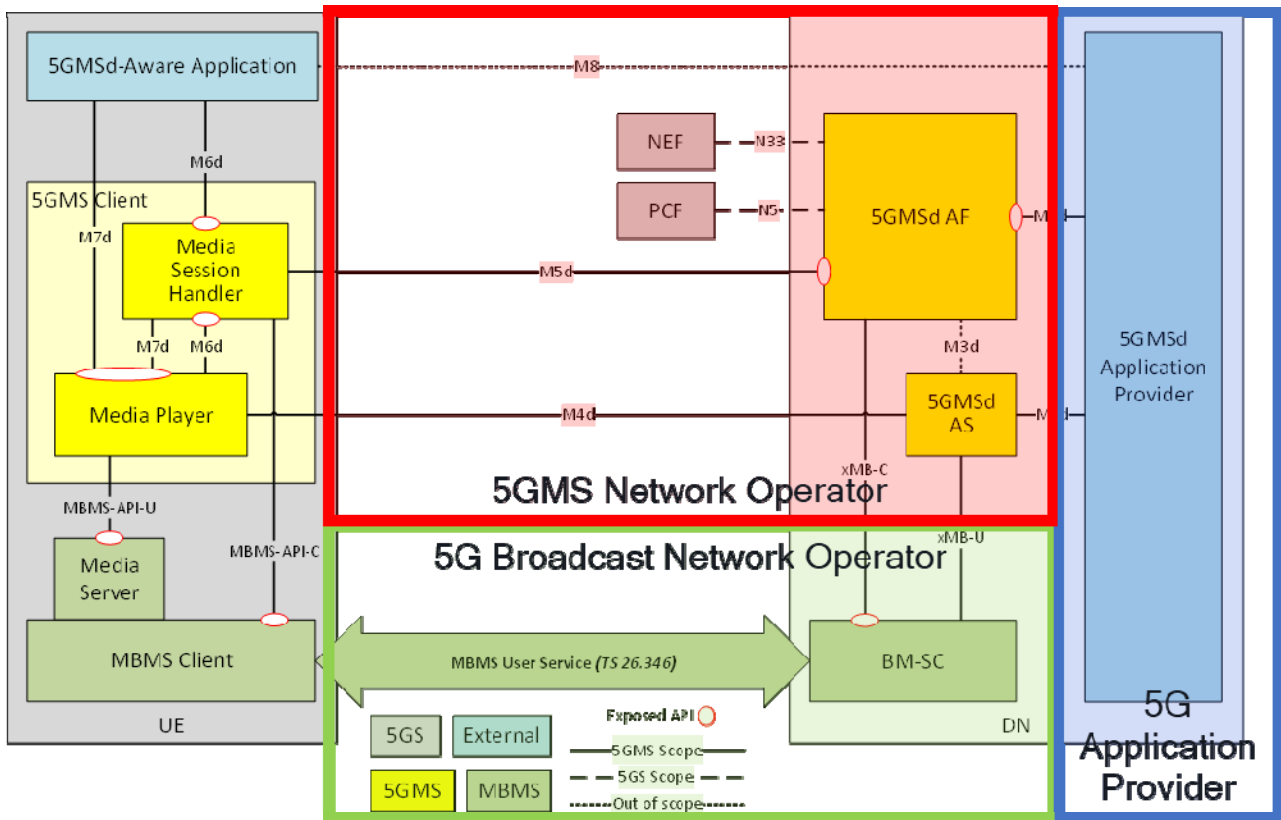 5GMSd-Aware Application
M8
NEF
N33
M6d
5GMSd AF
5GMS Client
PCF
N5
M7d
Media
Session
Handler
M5d
M7d
M6d
M3d
5GMSd
Application
Provider
Media Player
M4d
5GMSd
AS
xMB-C
5GMS Network Operator
MBMS-API-U
xMB-U
MBMS-API-C
5G Broadcast Network Operator
Media
Server
MBMS Client
MBMS User Service (TS 26.346)
BM-SC
UE
5GS
External
Exposed API
DN
5GMS Scope
5GS Scope
5GMS
MBMS
Out of scope
5G
Application
Provider